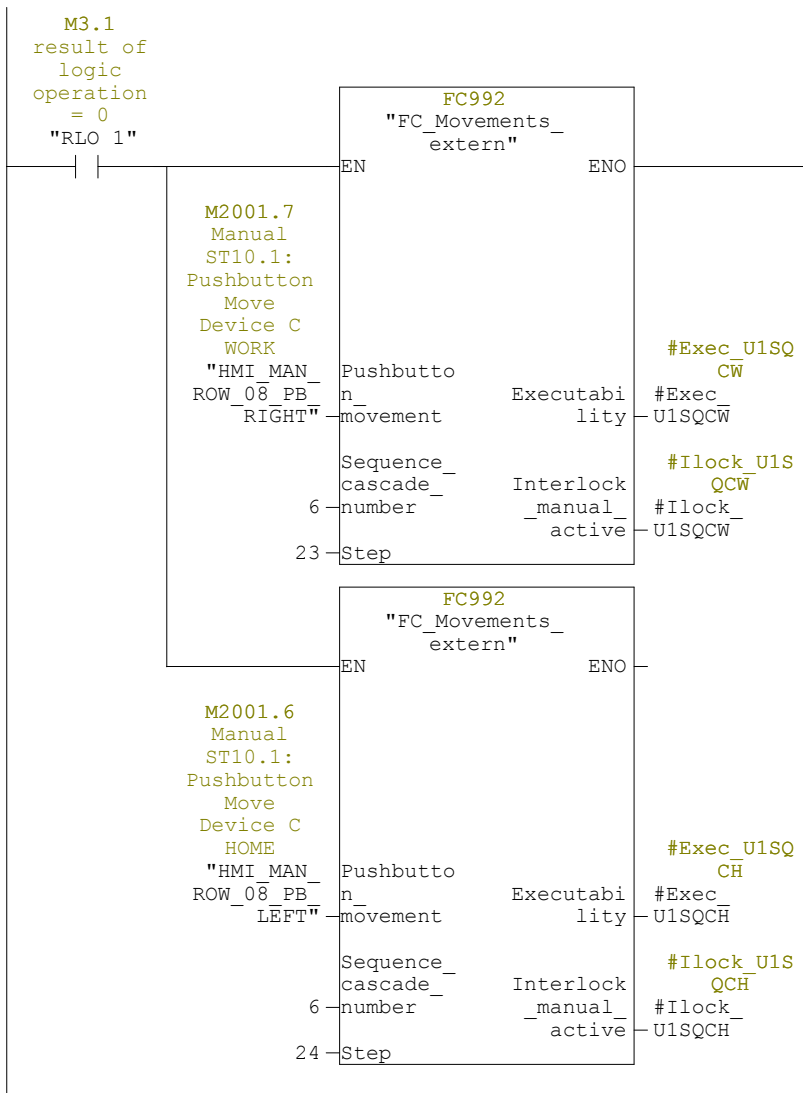 M3.1
result of
logic
operation
= 0
"RLO 1"
FC992
"FC_Movements_
extern"
EN
ENO
M2001.7
Manual
ST10.1:
Pushbutton
Move
Device C
WORK
"HMI_MAN_
ROW_08_PB_
RIGHT"
Pushbutto
n_
movement
Executabi
lity
#Exec_U1SQ
CW
#Exec_
U1SQCW
6
Sequence_
cascade_
number
Interlock
_manual_
active
#Ilock_U1S
QCW
#Ilock_
U1SQCW
23
Step
FC992
"FC_Movements_
extern"
EN
ENO
M2001.6
Manual
ST10.1:
Pushbutton
Move
Device C
HOME
"HMI_MAN_
ROW_08_PB_
LEFT"
Pushbutto
n_
movement
Executabi
lity
#Exec_U1SQ
CH
#Exec_
U1SQCH
6
Sequence_
cascade_
number
Interlock
_manual_
active
#Ilock_U1S
QCH
#Ilock_
U1SQCH
24
Step